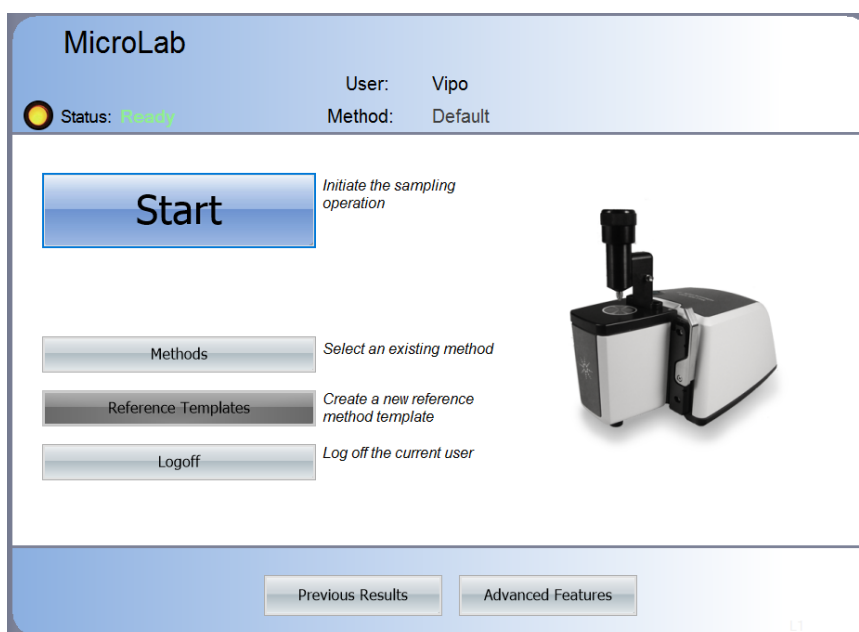 MicroLab
User: Vipo
Status: Ready
Method: Default
Start
Initiate the sampling
operation
Methods
Select an existing method
Reference Templates
Create a new reference
method template
Logoff
Log off the current user
Previous Results
Advanced Features
L1